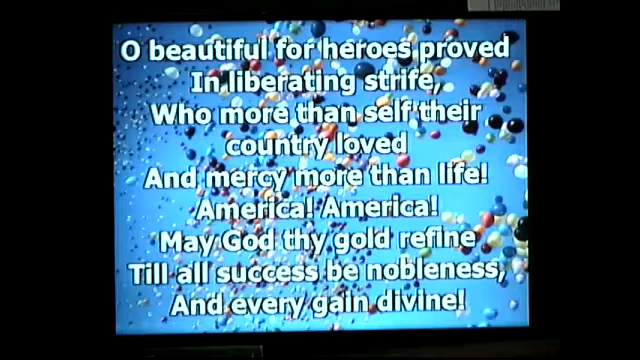 O beautiful for heroes proved
In liberating strife,
Who more than self their
country loved
And mercy more than life!
America! America!
May God thy gold refine
Till all success be nobleness,
And every gain divine!